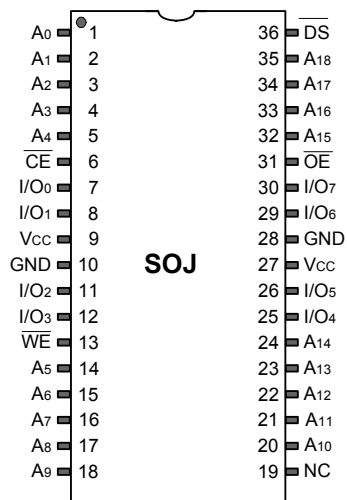 A0 1 36 DS
A1 2 35 A18
A2 3 34 A17
A3 4 33 A16
A4 5 32 A15
CE 6 31 OE
I/O0 7 30 I/O7
I/O1 8 29 I/O6
VCC 9 28 GND
GND 10 SOJ 27 VCC
I/O2 11 26 I/O5
I/O3 12 25 I/O4
WE 13 24 A14
A5 14 23 A13
A6 15 22 A12
A7 16 21 A11
A8 17 20 A10
A9 18 19 NC